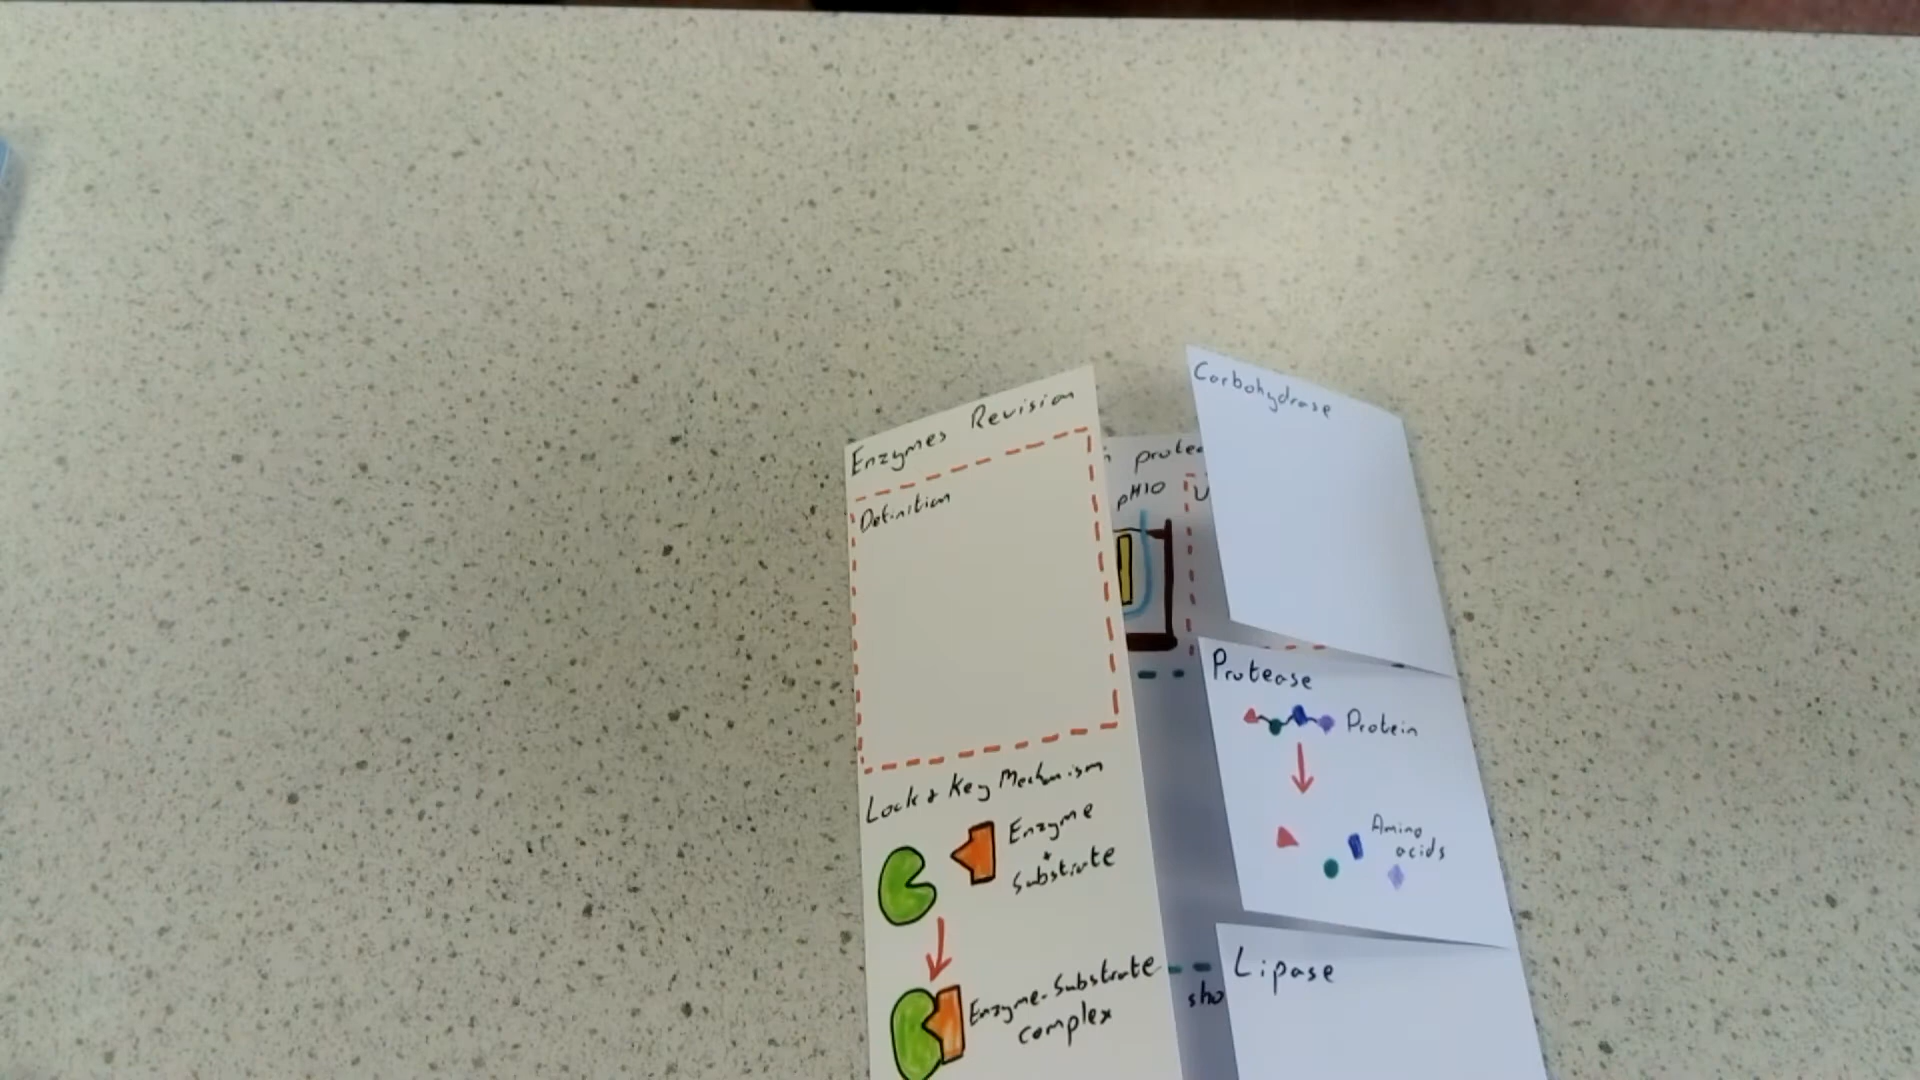 Enzymes Revision
Definition
Lock & Key Mechanism
Enzyme
+
Substrate
Enzyme-Substrate
complex
pH10
Carbohydrase
Protease
Protein
Amino
acids
Lipase